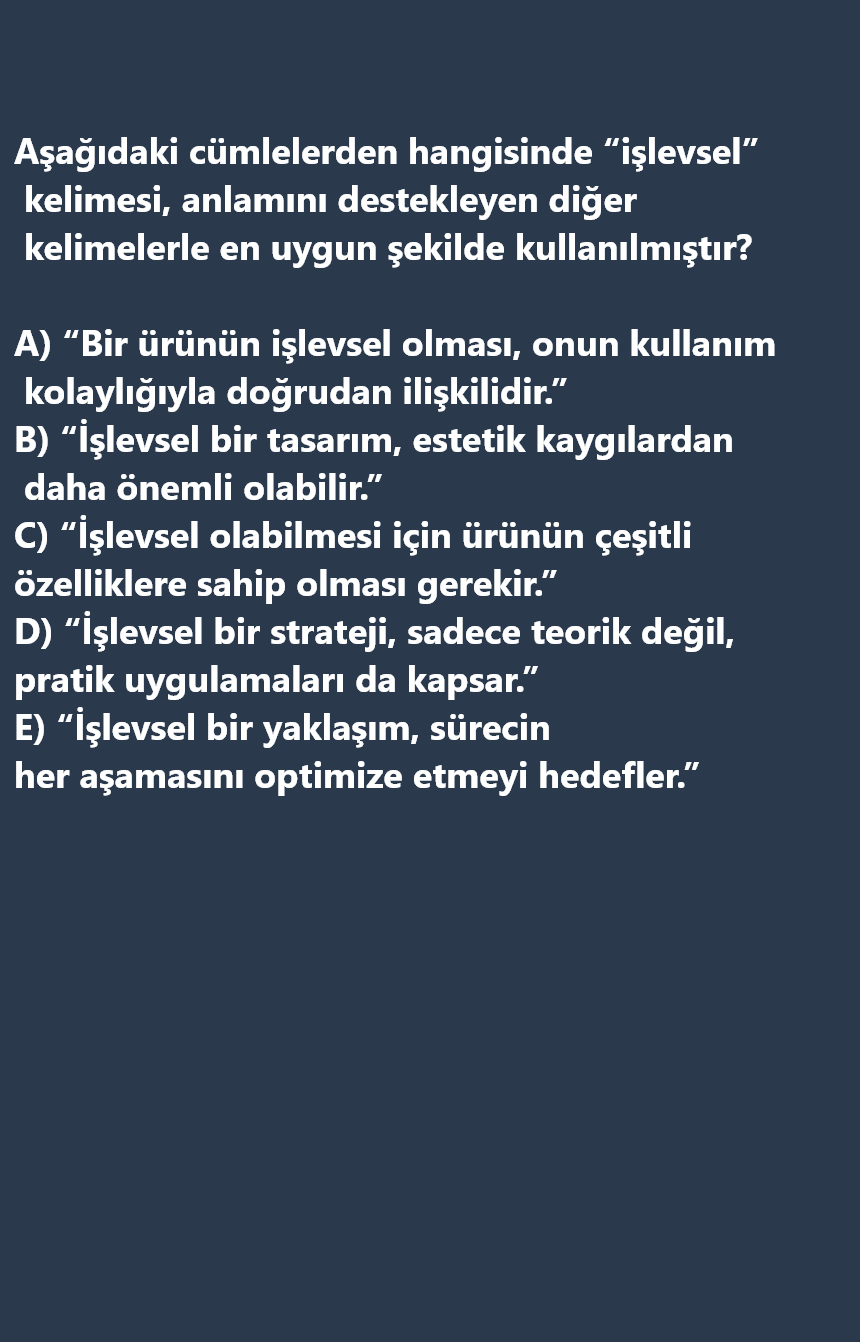 Aşağıdaki cümlelerden hangisinde “işlevsel”
kelimesi, anlamını destekleyen diğer
kelimelerle en uygun şekilde kullanılmıştır?
A) “Bir ürünün işlevsel olması, onun kullanım
kolaylığıyla doğrudan ilişkilidir.”
B) “İşlevsel bir tasarım, estetik kaygılardan
daha önemli olabilir.”
C) “İşlevsel olabilmesi için ürünün çeşitli
özelliklere sahip olması gerekir.”
D) “İşlevsel bir strateji, sadece teorik değil,
pratik uygulamaları da kapsar.”
E) “İşlevsel bir yaklaşım, sürecin
her aşamasını optimize etmeyi hedefler.”